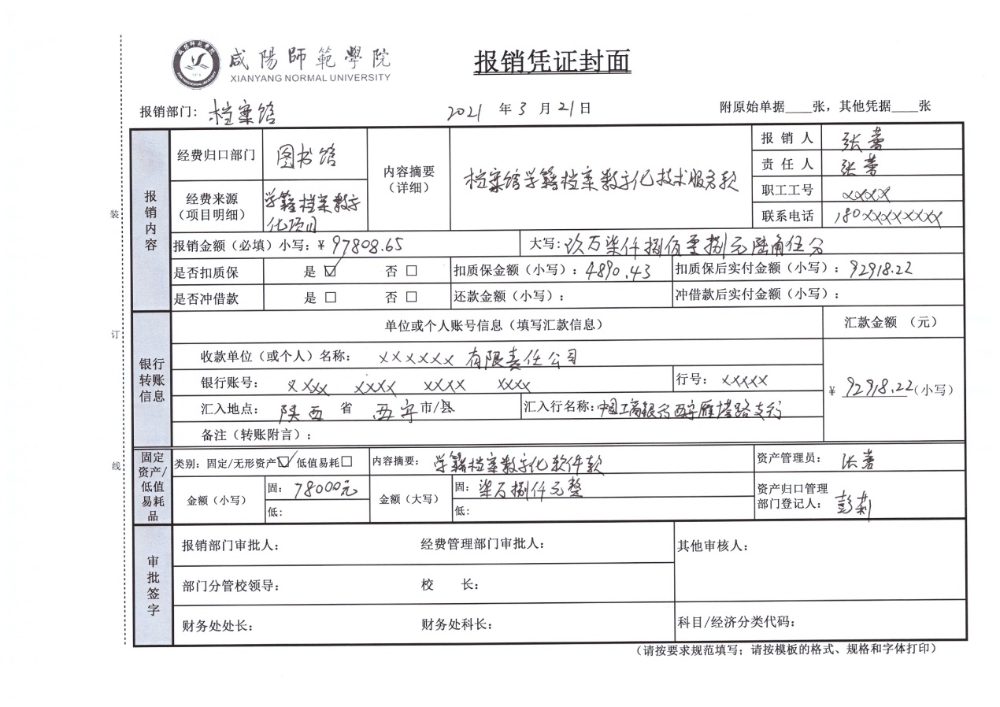 咸陽師範學院
XIANYANG NORMAL UNIVERSITY
报销凭证封面
报销部门：档案馆 2021 年 3 月 21 日 附原始单据____张，其他凭据____张
装
订
线
报销内容
经费归口部门 图书馆
经费来源（项目明细） 学籍档案数字化项目
内容摘要（详细） 档案馆学籍档案数字化技术服务款
报 销 人 张蕾
责 任 人 张蕾
职工工号 xxxx
联系电话 180xxxxxxxx
报销金额（必填）小写：¥ 97808.65 大写：玖万柒仟捌佰零捌元陆角伍分
是否扣质保 是 ☑ 否 □ 扣质保金额（小写）：4890.43 扣质保后实付金额（小写）：92918.22
是否冲借款 是 □ 否 □ 还款金额（小写）： 冲借款后实付金额（小写）：
银行转账信息
单位或个人账号信息（填写汇款信息） 汇款金额 （元）
收款单位（或个人）名称： xxxxxx 有限责任公司
银行账号： xxxx xxxx xxxx xxxx 行号：xxxxx
¥ 92918.22（小写）
汇入地点： 陕西 省 西安 市/县 汇入行名称：中国工商银行西安雁塔路支行
备注（转账附言）：
固定资产/低值易耗品
类别：固定/无形资产☑ 低值易耗□ 内容摘要： 学籍档案数字化软件款 资产管理员： 张蕾
金额（小写） 固： 78000元 金额（大写） 固：柒万捌仟元整 资产归口管理部门登记人： 彭莉
低： 低：
审批签字
报销部门审批人： 经费管理部门审批人： 其他审核人：
部门分管校领导： 校 长：
财务处处长： 财务处科长： 科目/经济分类代码：
（请按要求规范填写；请按模板的格式、规格和字体打印）